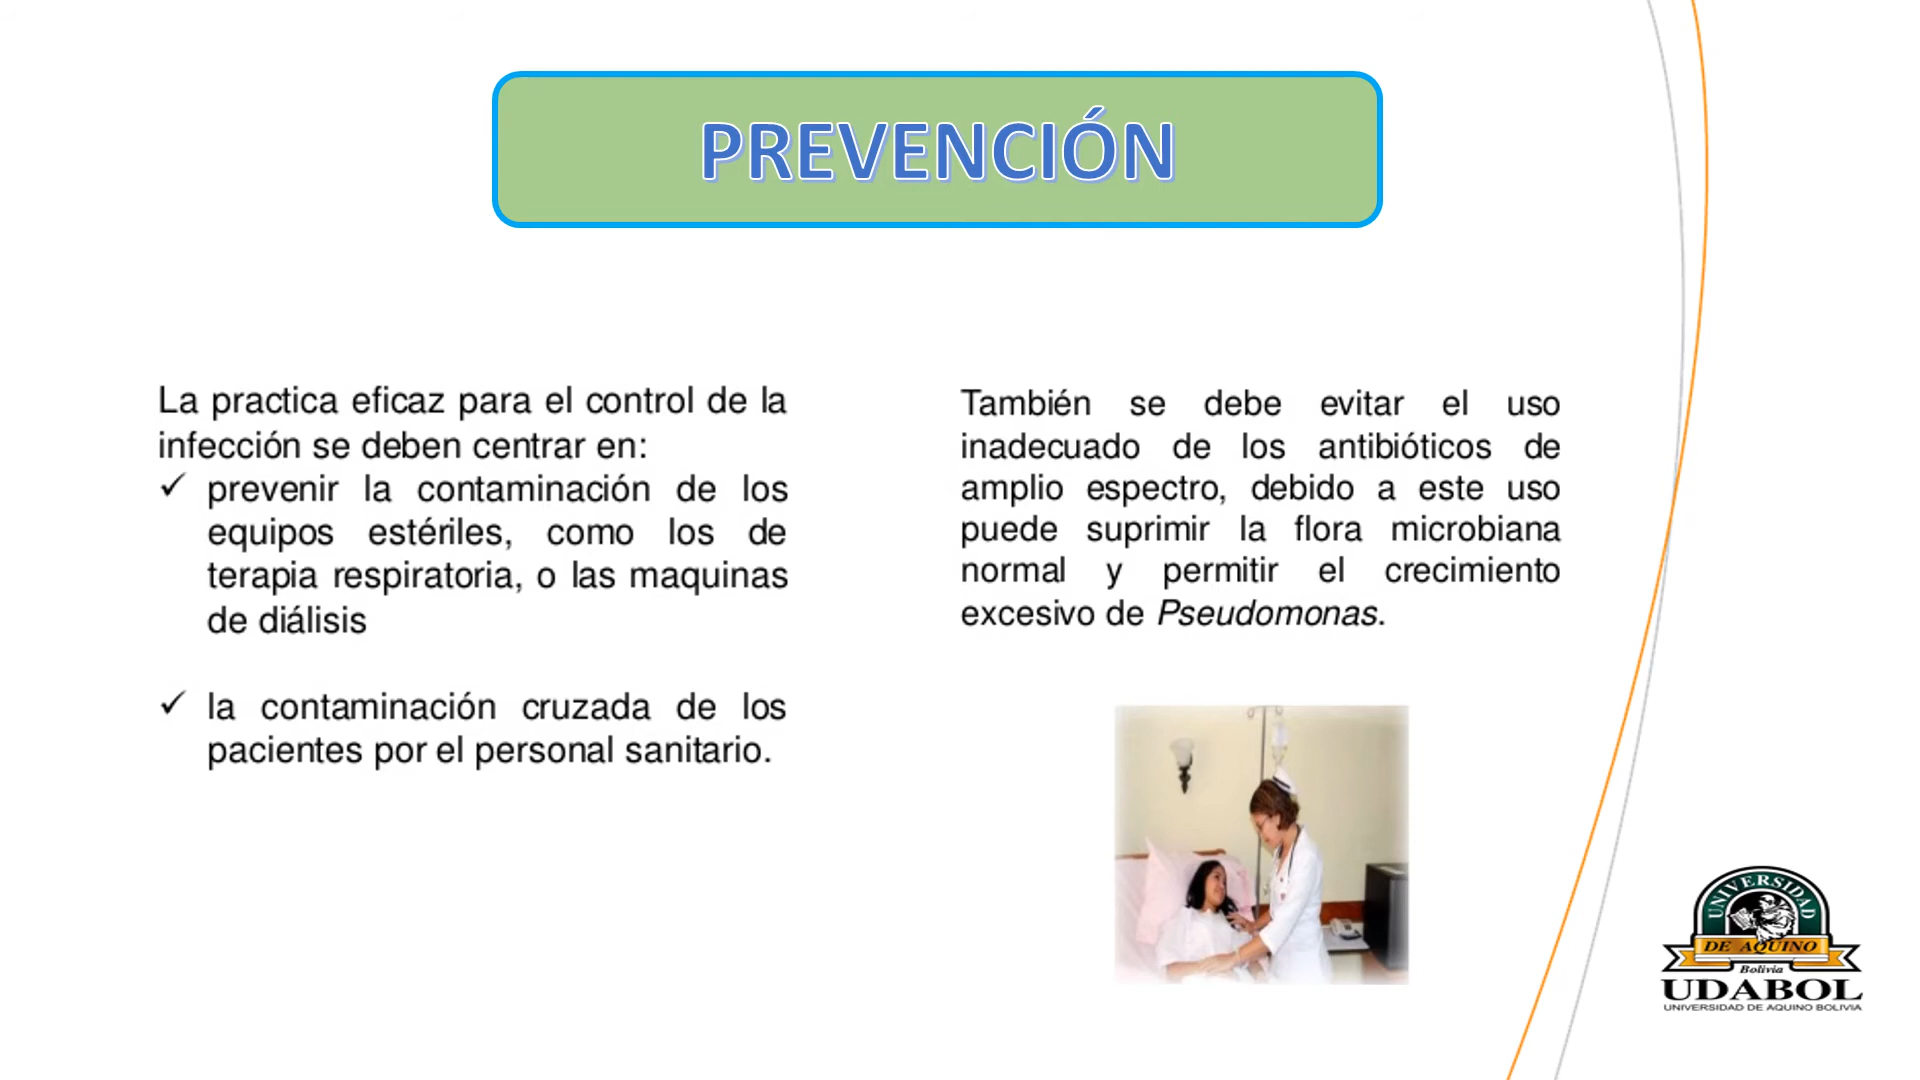 PREVENCIÓN
La practica eficaz para el control de la
infección se deben centrar en:
✓ prevenir la contaminación de los
equipos estériles, como los de
terapia respiratoria, o las maquinas
de diálisis
✓ la contaminación cruzada de los
pacientes por el personal sanitario.
También se debe evitar el uso
inadecuado de los antibióticos de
amplio espectro, debido a este uso
puede suprimir la flora microbiana
normal y permitir el crecimiento
excesivo de Pseudomonas.
UNIVERSIDAD
DE AQUINO
Bolivia
UDABOL
UNIVERSIDAD DE AQUINO BOLIVIA